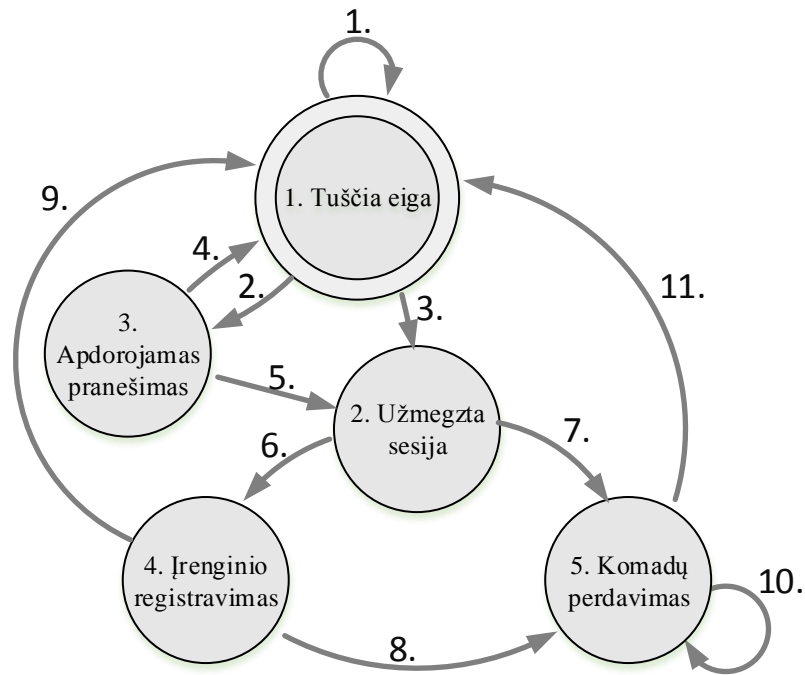 1.
1. Tuščia eiga
9.
4.
2.
3.
11.
3.
Apdorojamas
pranešimas
5.
2. Užmegzta
sesija
6.
7.
4. Įrenginio
registravimas
5. Komadų
perdavimas
10.
8.